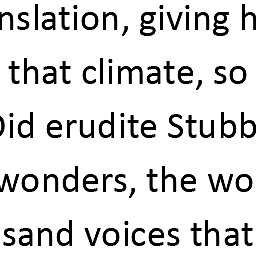 nslation, giving h
that climate, so
Did erudite Stubb
wonders, the wo
sand voices that